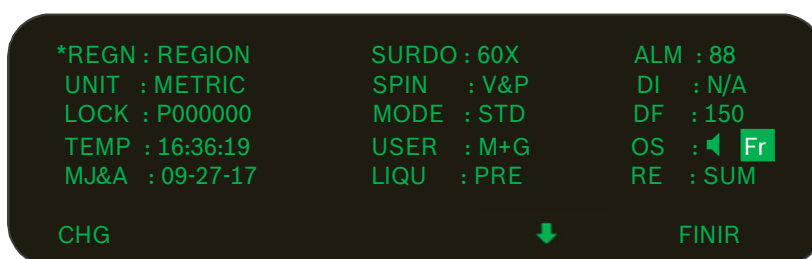 *REGN : REGION SURDO : 60X ALM : 88
UNIT : METRIC SPIN : V&P DI : N/A
LOCK : P000000 MODE : STD DF : 150
TEMP : 16:36:19 USER : M+G OS : Fr
MJ&A : 09-27-17 LIQU : PRE RE : SUM
CHG FINIR